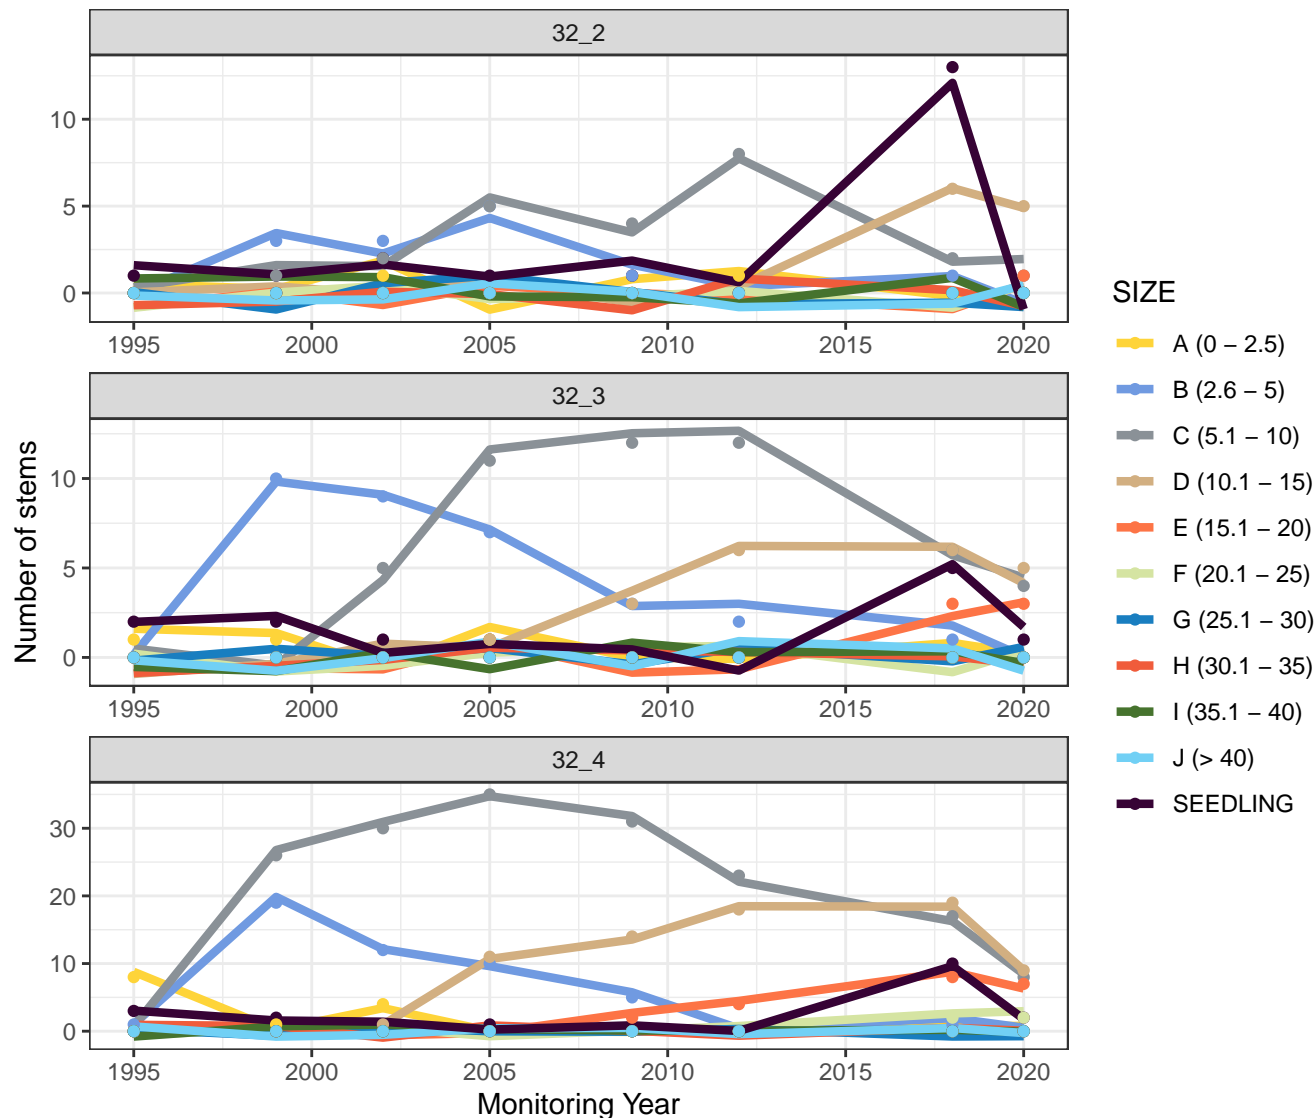 32_2
10
5
0
1995 2000 2005 2010 2015 2020
32_3
10
5
0
1995 2000 2005 2010 2015 2020
32_4
30
20
10
0
1995 2000 2005 2010 2015 2020
Monitoring Year
Number of stems
SIZE
A (0 − 2.5)
B (2.6 − 5)
C (5.1 − 10)
D (10.1 − 15)
E (15.1 − 20)
F (20.1 − 25)
G (25.1 − 30)
H (30.1 − 35)
I (35.1 − 40)
J (> 40)
SEEDLING